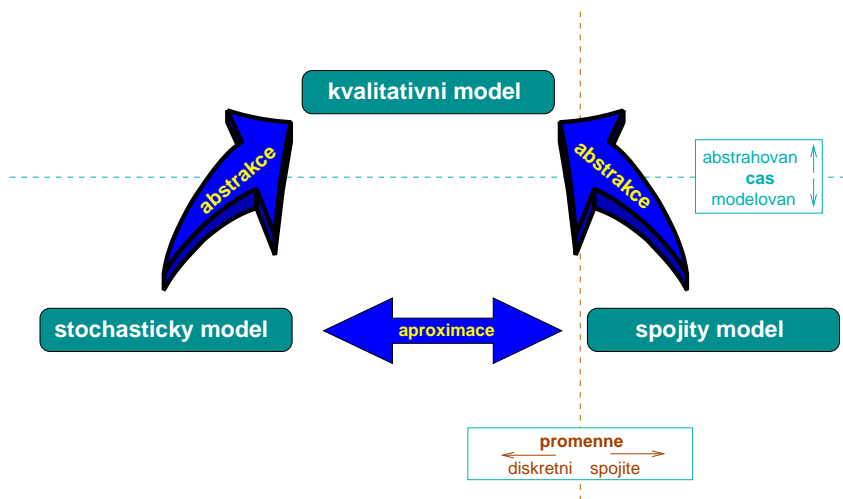 kvalitativni model
abstrakce
abstrakce
abstrahovan
cas
modelovan
stochasticky model
aproximace
spojity model
promenne
diskretni spojite